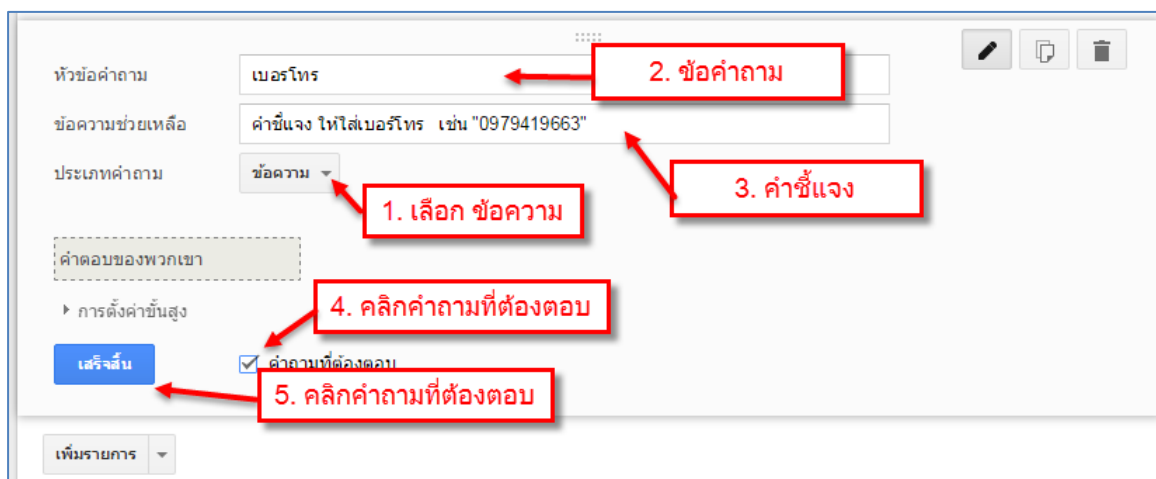 หัวข้อคำถาม เบอร์โทร 2. ข้อคำถาม
ข้อความช่วยเหลือ คำชี้แจง ให้ใส่เบอร์โทร เช่น "0979419663"
ประเภทคำถาม ข้อความ
3. คำชี้แจง
1. เลือก ข้อความ
คำตอบของพวกเขา
การตั้งค่าขั้นสูง
4. คลิกคำถามที่ต้องตอบ
เสร็จสิ้น คำถามที่ต้องตอบ
5. คลิกคำถามที่ต้องตอบ
เพิ่มรายการ